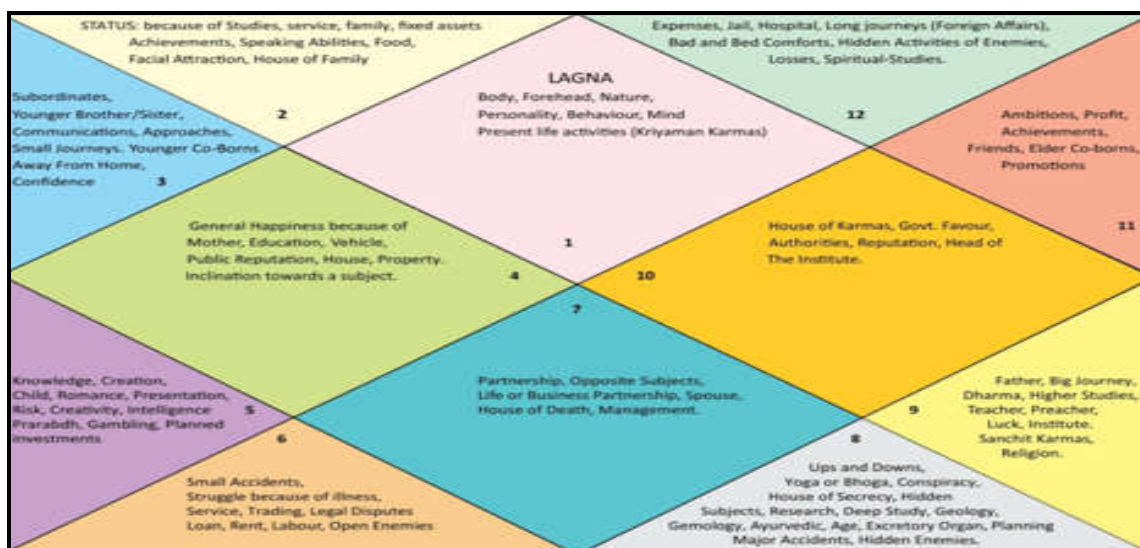 STATUS: because of Studies, service, family, fixed assets
Achievements, Speaking Abilities, Food,
Facial Attraction, House of Family
2
Expenses, Jail, Hospital, Long journeys (Foreign Affairs),
Bad and Bed Comforts, Hidden Activities of Enemies,
Losses, Spiritual-Studies.
12
LAGNA
Body, Forehead, Nature,
Personality, Behaviour, Mind
Present life activities (Kriyaman Karmas)
1
Subordinates,
Younger Brother/Sister,
Communications, Approaches,
Small Journeys. Younger Co-Borns
Away From Home,
Confidence 3
Ambitions, Profit,
Achievements,
Friends, Elder Co-borns,
Promotions
11
General Happiness because of
Mother, Education, Vehicle,
Public Reputation, House, Property.
Inclination towards a subject.
4
House of Karmas, Govt. Favour,
Authorities, Reputation, Head of
The Institute.
10
7
Partnership, Opposite Subjects,
Life or Business Partnership, Spouse,
House of Death, Management.
Knowledge, Creation,
Child, Romance, Presentation,
Risk, Creativity, Intelligence
Prarabdh, Gambling, Planned
Investments
5
Father, Big Journey,
Dharma, Higher Studies,
Teacher, Preacher,
Luck, Institute.
Sanchit Karmas,
Religion.
9
6
Small Accidents,
Struggle because of illness,
Service, Trading, Legal Disputes
Loan, Rent, Labour, Open Enemies
8
Ups and Downs,
Yoga or Bhoga, Conspiracy,
House of Secrecy, Hidden
Subjects, Research, Deep Study, Geology,
Gemology, Ayurvedic, Age, Excretory Organ, Planning
Major Accidents, Hidden Enemies.